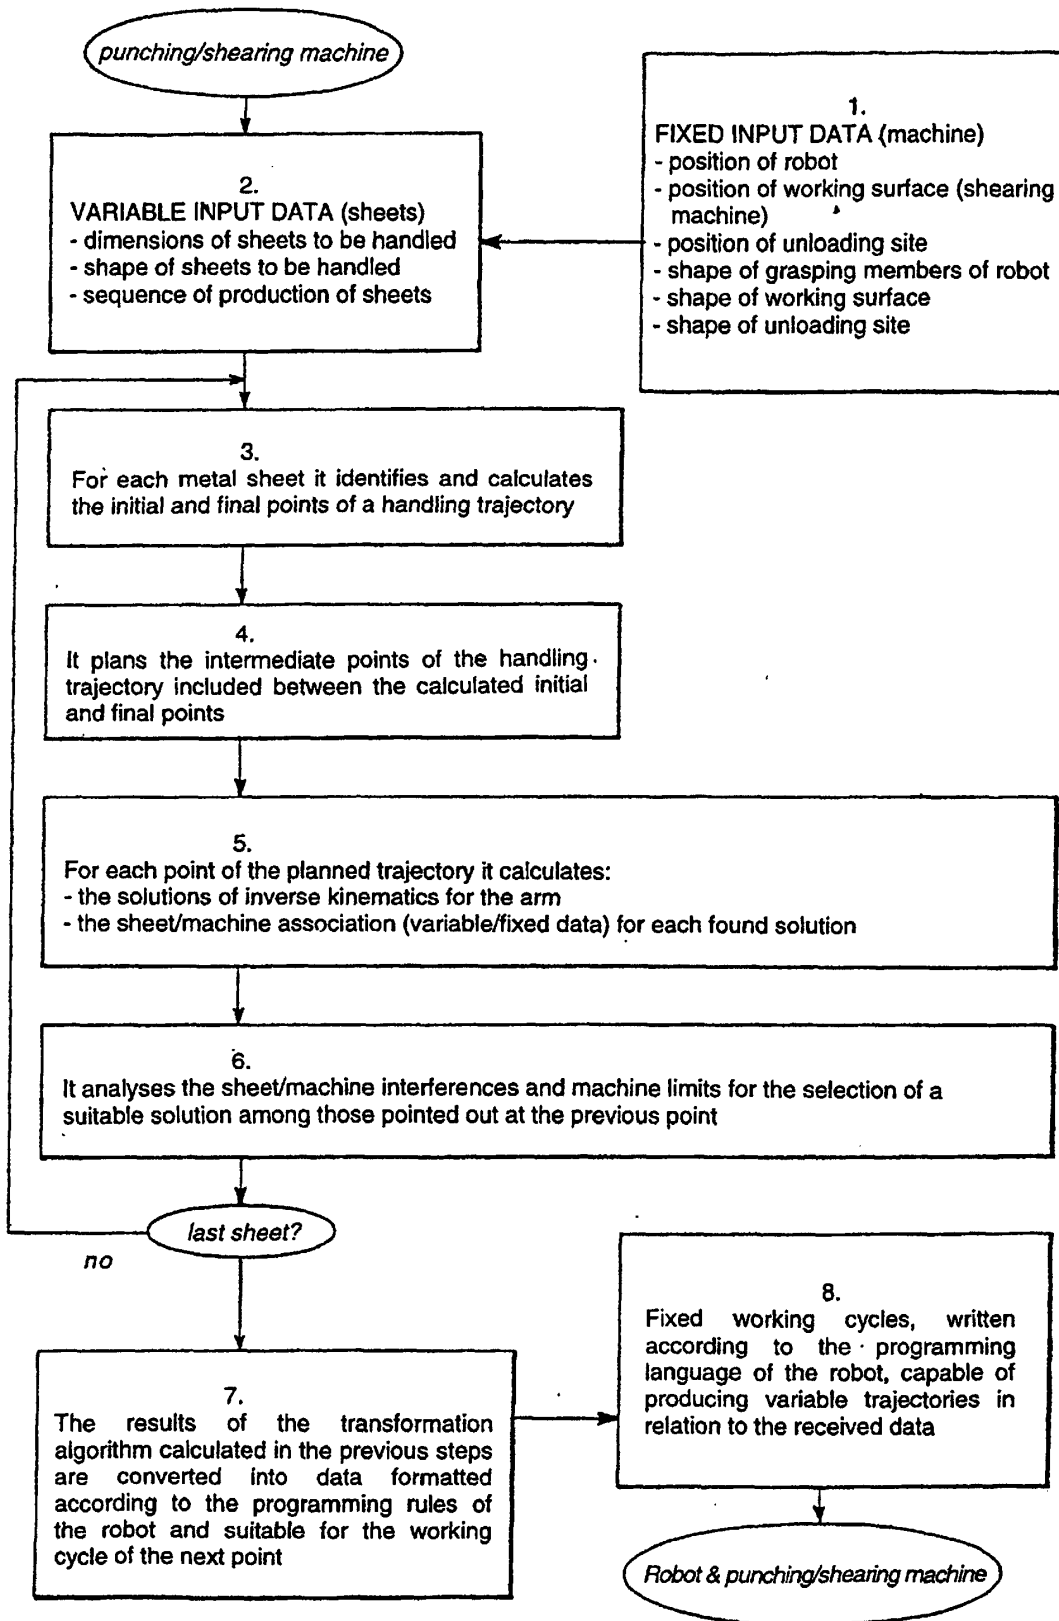 punching/shearing machine
1.
FIXED INPUT DATA (machine)
- position of robot
- position of working surface (shearing
machine)
- position of unloading site
- shape of grasping members of robot
- shape of working surface
- shape of unloading site
2.
VARIABLE INPUT DATA (sheets)
- dimensions of sheets to be handled
- shape of sheets to be handled
- sequence of production of sheets
3.
For each metal sheet it identifies and calculates
the initial and final points of a handling trajectory
4.
It plans the intermediate points of the handling
trajectory included between the calculated initial
and final points
5.
For each point of the planned trajectory it calculates:
- the solutions of inverse kinematics for the arm
- the sheet/machine association (variable/fixed data) for each found solution
6.
It analyses the sheet/machine interferences and machine limits for the selection of a
suitable solution among those pointed out at the previous point
last sheet?
no
7.
The results of the transformation
algorithm calculated in the previous steps
are converted into data formatted
according to the programming rules of
the robot and suitable for the working
cycle of the next point
8.
Fixed working cycles, written
according to the programming
language of the robot, capable of
producing variable trajectories in
relation to the received data
Robot & punching/shearing machine